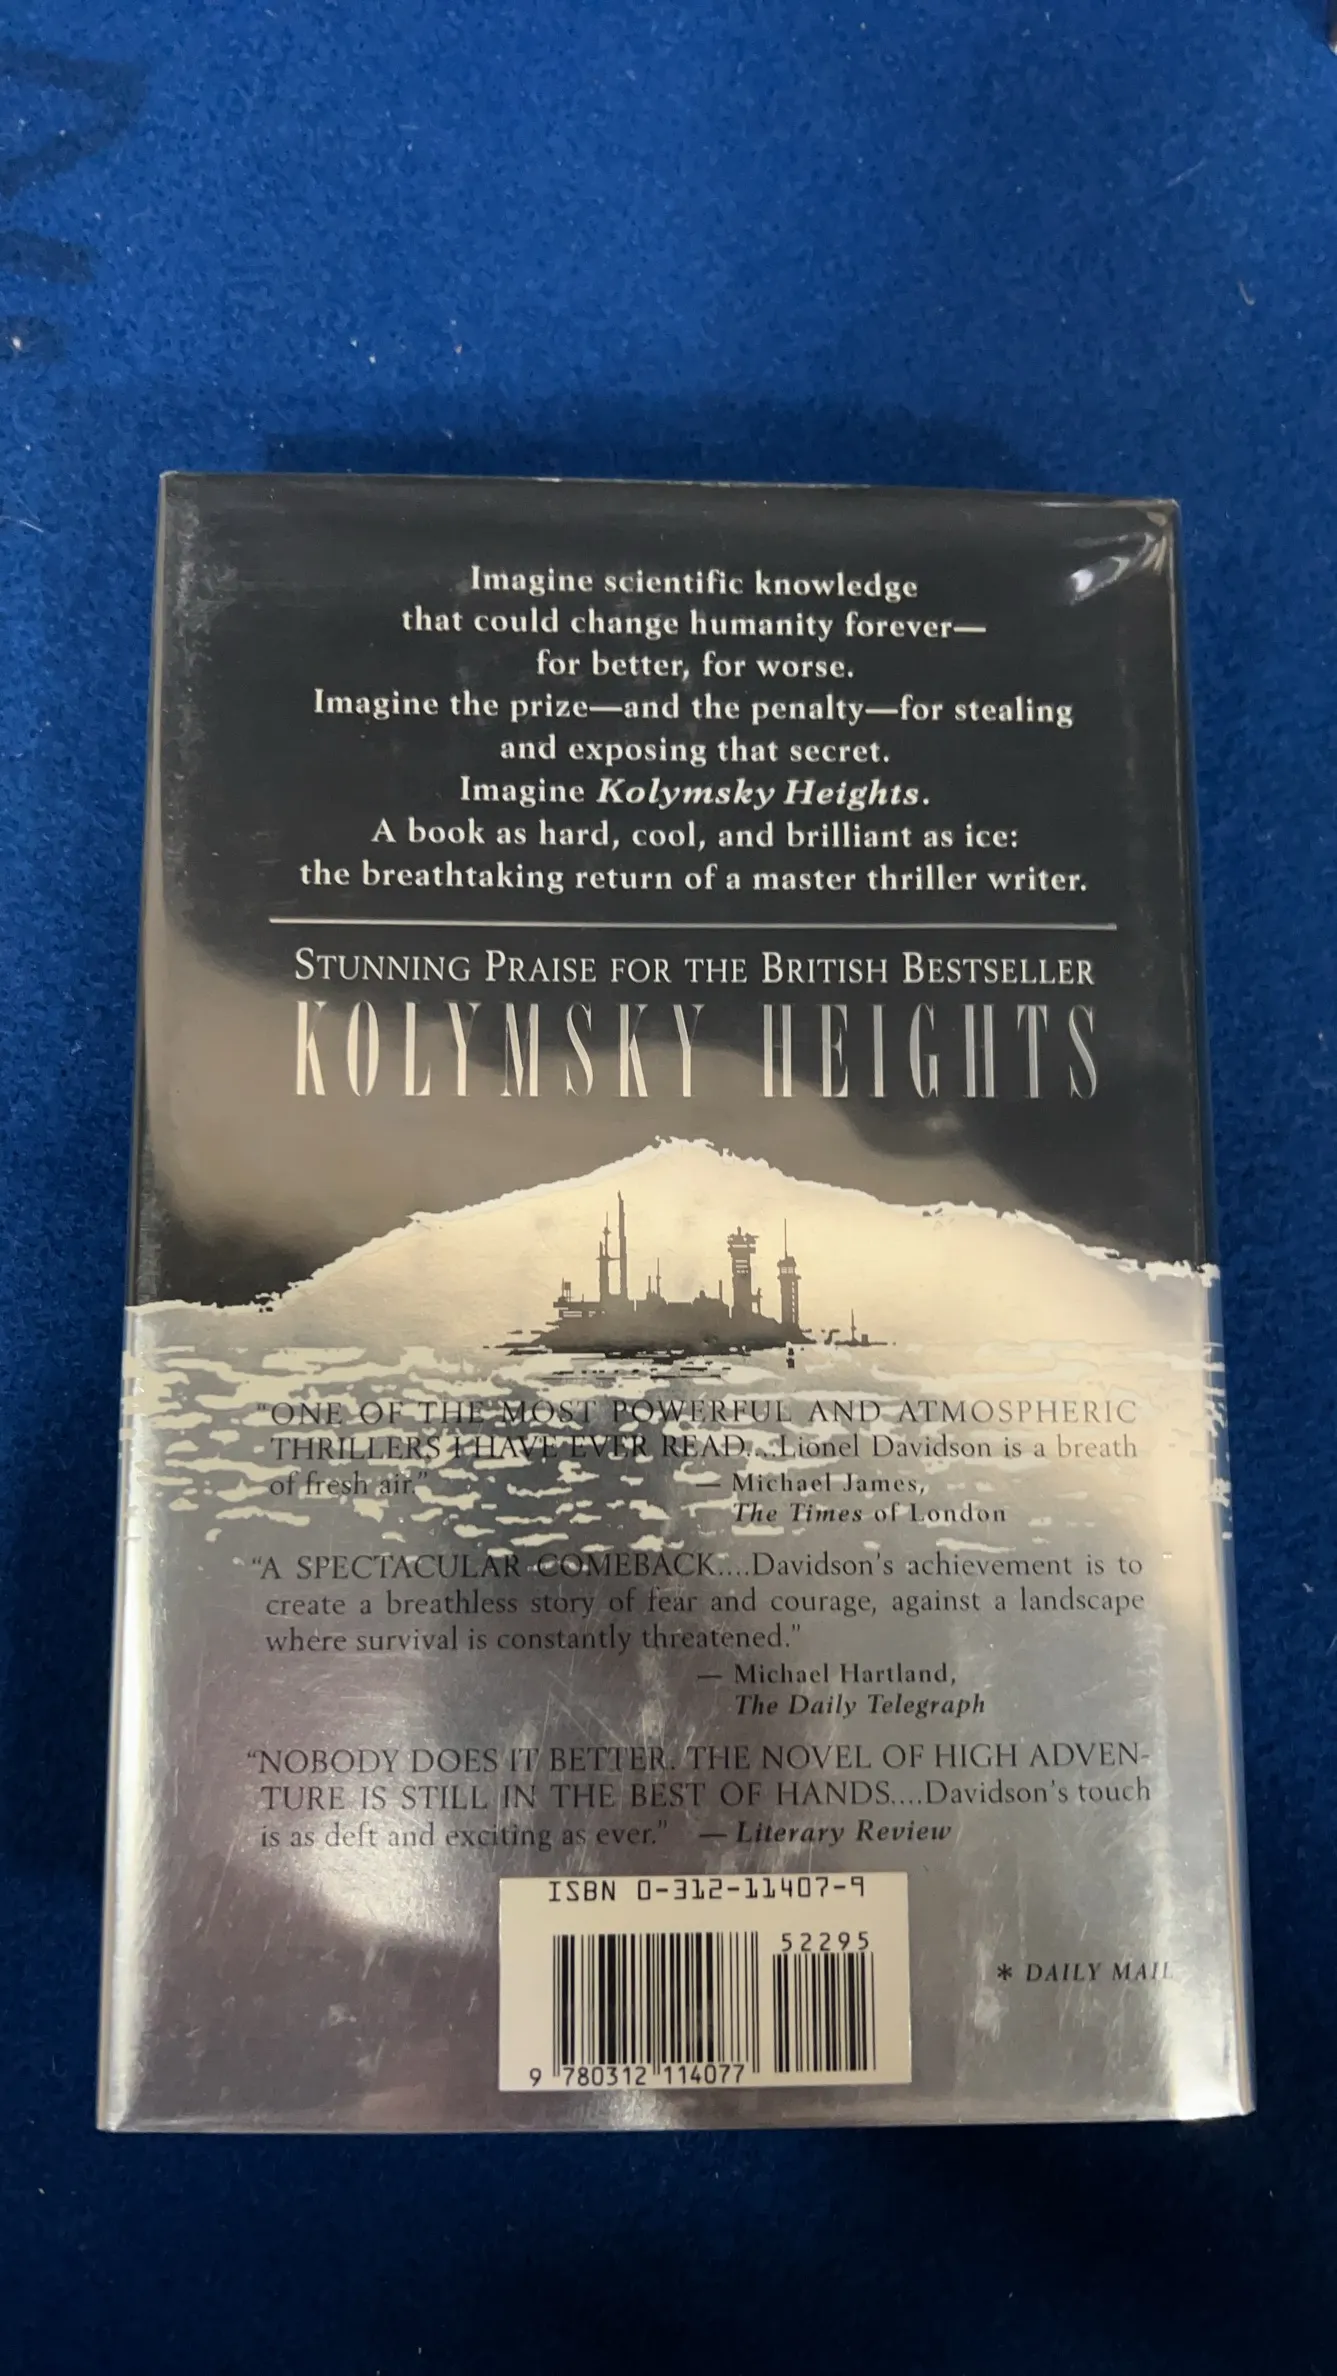 Imagine scientific knowledge
that could change humanity forever—
for better, for worse.
Imagine the prize—and the penalty—for stealing
and exposing that secret.
Imagine Kolymsky Heights.
A book as hard, cool, and brilliant as ice:
the breathtaking return of a master thriller writer.
STUNNING PRAISE FOR THE BRITISH BESTSELLER
KOLYMSKY HEIGHTS
“ONE OF THE MOST POWERFUL AND ATMOSPHERIC
THRILLERS I HAVE EVER READ....Lionel Davidson is a breath
of fresh air.” — Michael James,
The Times of London
“A SPECTACULAR COMEBACK....Davidson’s achievement is to
create a breathless story of fear and courage, against a landscape
where survival is constantly threatened.”
— Michael Hartland,
The Daily Telegraph
“NOBODY DOES IT BETTER. THE NOVEL OF HIGH ADVEN-
TURE IS STILL IN THE BEST OF HANDS....Davidson’s touch
is as deft and exciting as ever.” — Literary Review
ISBN 0-312-11407-9
52295
* DAILY MAIL
9 780312 114077